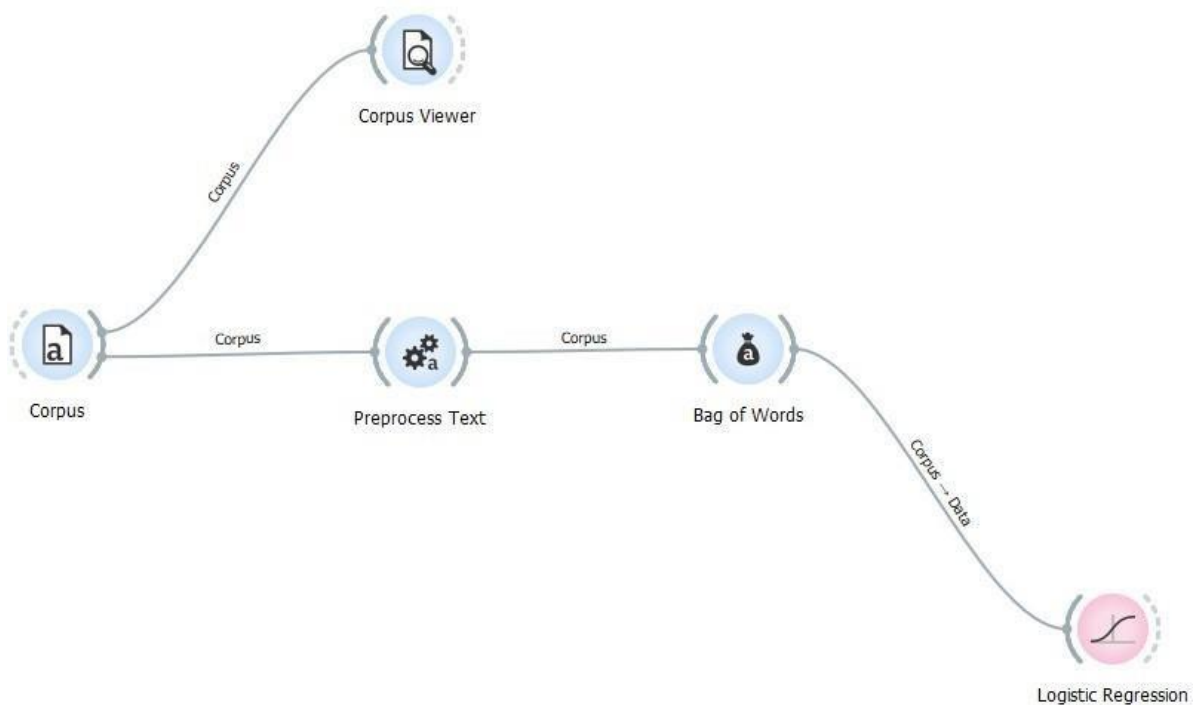 Corpus Viewer
Corpus
Corpus
Corpus
Corpus
Preprocess Text
Bag of Words
Corpus → Data
Logistic Regression
a
a
a